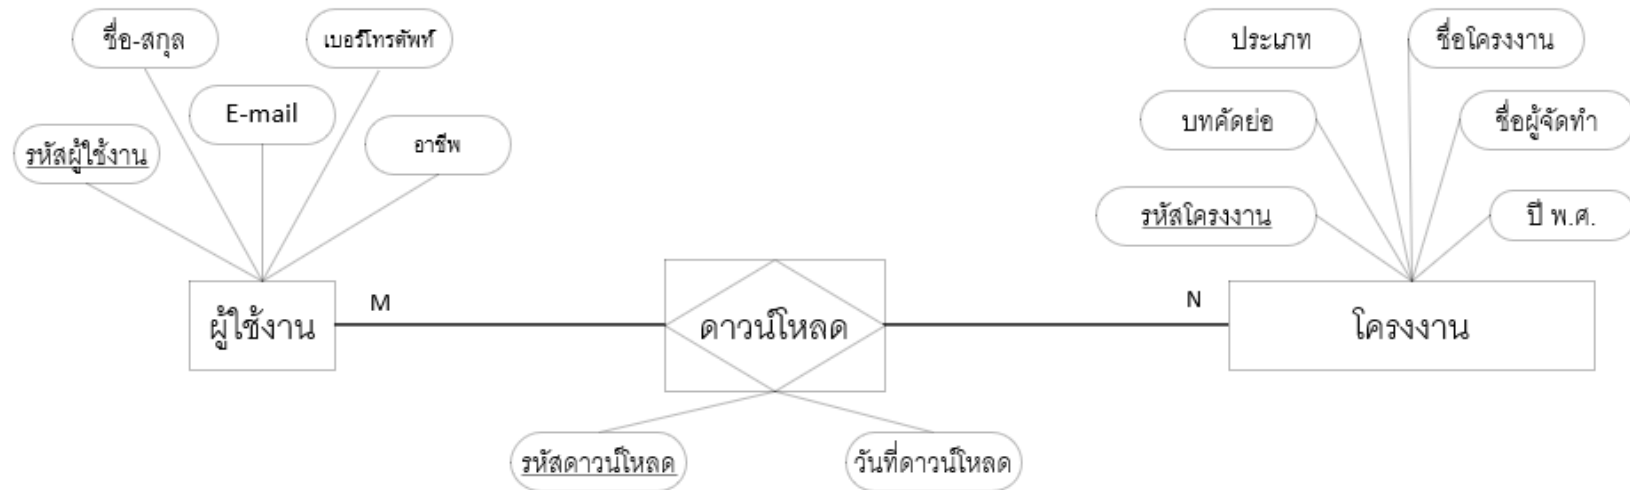 ชื่อ-สกุล
เบอร์โทรศัพท์
E-mail
รหัสผู้ใช้งาน
อาชีพ
ประเภท
ชื่อโครงงาน
บทคัดย่อ
ชื่อผู้จัดทำ
รหัสโครงงาน
ปี พ.ศ.
ผู้ใช้งาน
M
ดาวน์โหลด
N
โครงงาน
รหัสดาวน์โหลด
วันที่ดาวน์โหลด